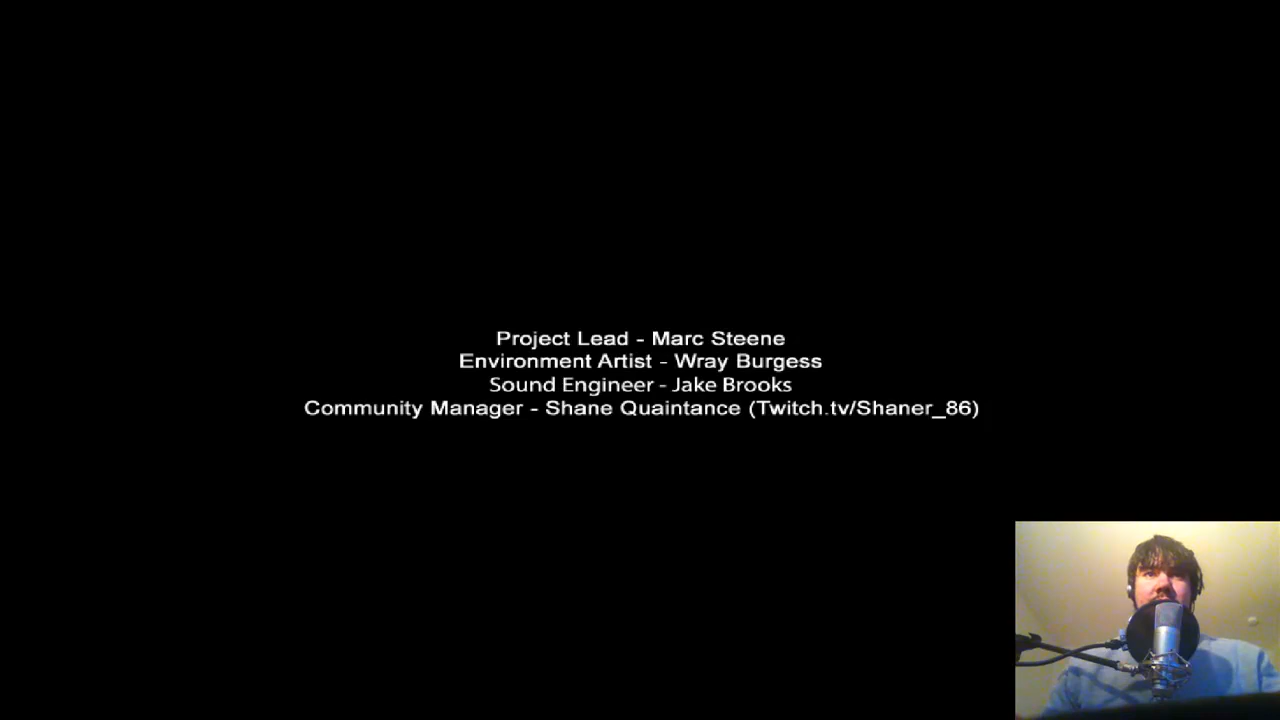 Project Lead - Marc Steene
Environment Artist - Wray Burgess
Sound Engineer - Jake Brooks
Community Manager - Shane Quaintance (Twitch.tv/Shaner_86)